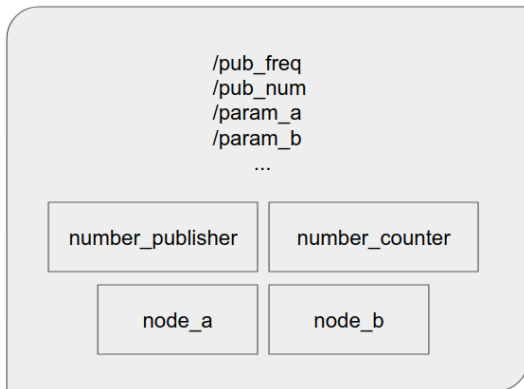 /pub_freq
/pub_num
/param_a
/param_b
...
number_publisher
number_counter
node_a
node_b